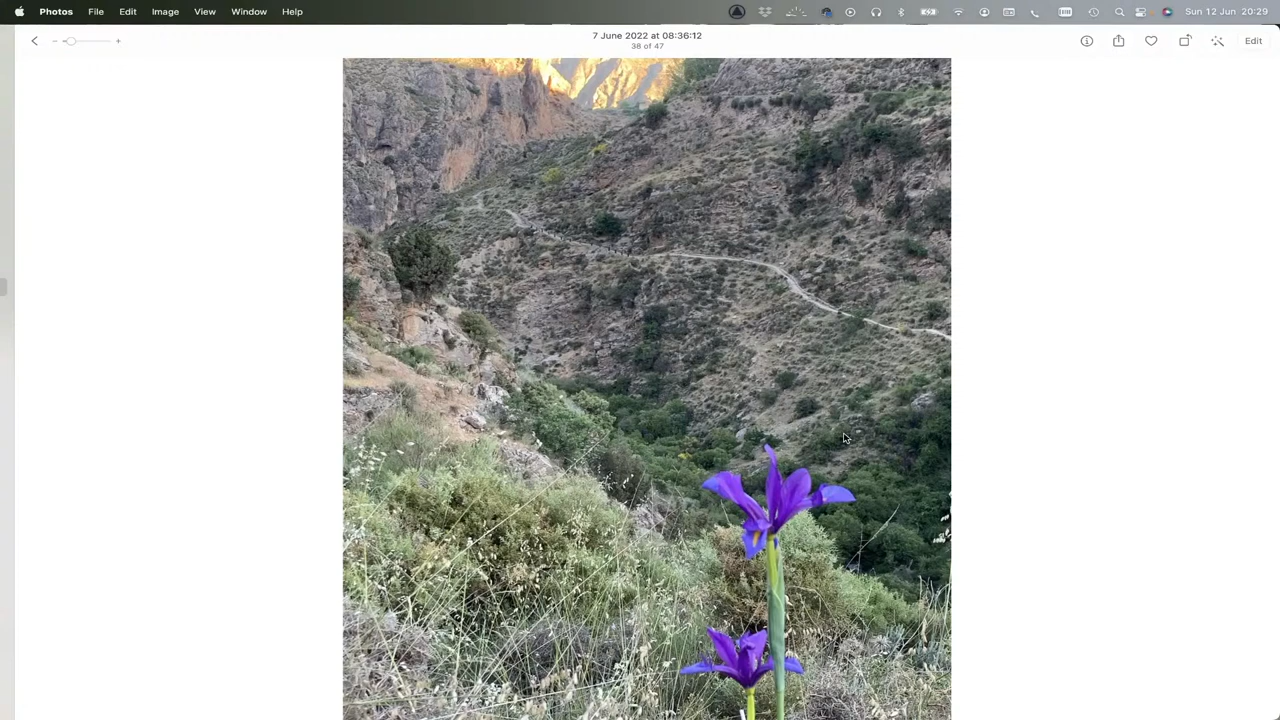 Photos File Edit Image View Window Help Sun 12 Jun 20:29
7 June 2022 at 08:36:12
38 of 47
Edit